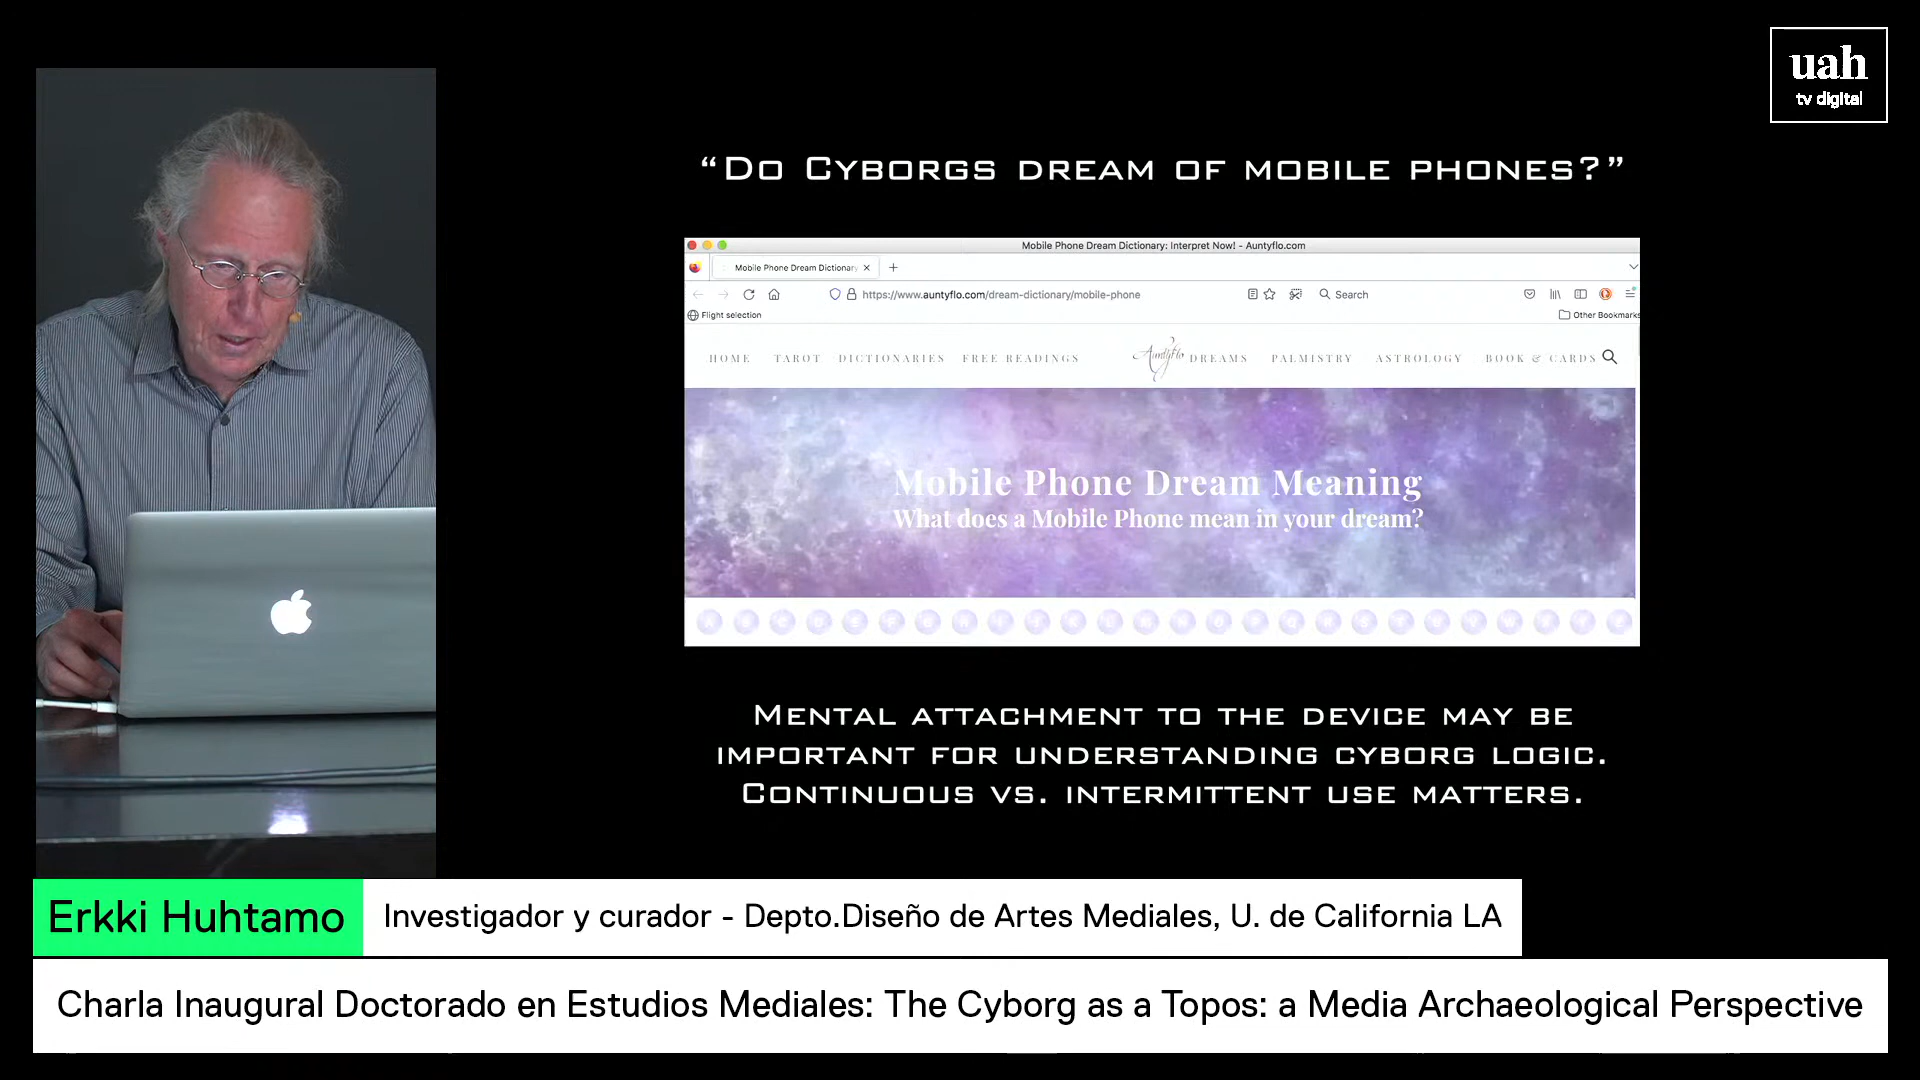 uah
tv digital
“Do Cyborgs dream of mobile phones?”
Mobile Phone Dream Dictionary: Interpret Now! - Auntyflo.com
Mobile Phone Dream Dictionary
https://www.auntyflo.com/dream-dictionary/mobile-phone
Search
Flight selection
Other Bookmarks
HOME TAROT DICTIONARIES FREE READINGS Auntyflo DREAMS PALMISTRY ASTROLOGY BOOK & CARDS
Mobile Phone Dream Meaning
What does a Mobile Phone mean in your dream?
Mental attachment to the device may be
important for understanding cyborg logic.
Continuous vs. intermittent use matters.
Erkki Huhtamo
Investigador y curador - Depto.Diseño de Artes Mediales, U. de California LA
Charla Inaugural Doctorado en Estudios Mediales: The Cyborg as a Topos: a Media Archaeological Perspective